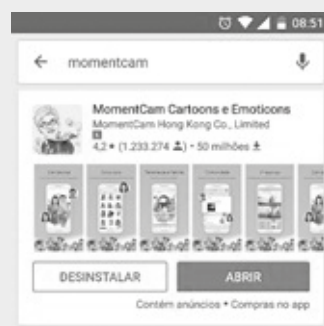 08:51
momentcam
MomentCam Cartoons e Emoticons
MomentCam Hong Kong Co., Limited
4,2 ★ (1.233.274) • 50 milhões
DESINSTALAR
ABRIR
Contém anúncios • Compras no app